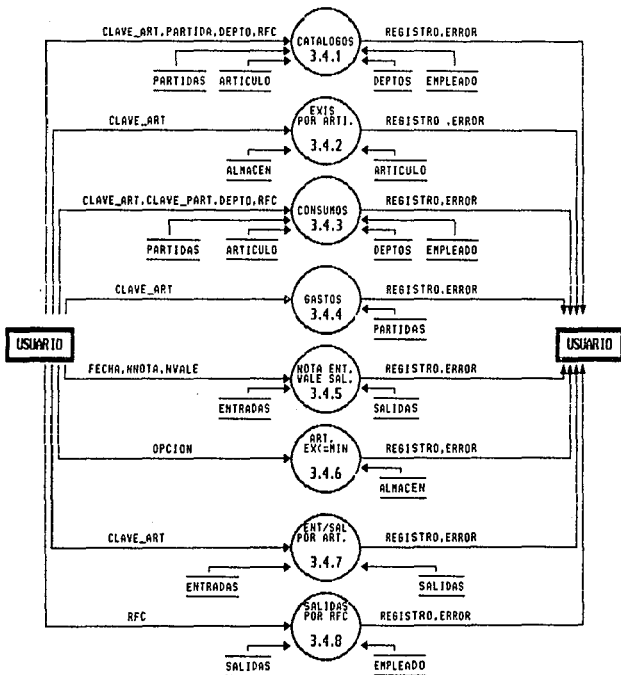 CLAVE_ART,PARTIDA,DEPTO,RFC
CATALOGOS
3.4.1
REGISTRO,ERROR
PARTIDAS
ARTICULO
DEPTOS
EMPLEADO
CLAVE_ART
EXIS
POR ARTI.
3.4.2
REGISTRO ,ERROR
ALMACEN
ARTICULO
CLAVE_ART,CLAVE_PART,DEPTO,RFC
CONSUMOS
3.4.3
REGISTRO,ERROR
PARTIDAS
ARTICULO
DEPTOS
EMPLEADO
CLAVE_ART
GASTOS
3.4.4
REGISTRO,ERROR
PARTIDAS
USUARIO
USUARIO
FECHA,NNOTA,NVALE
NOTA ENT.
VALE SAL.
3.4.5
REGISTRO,ERROR
ENTRADAS
SALIDAS
OPCION
ART.
EX<=MIN
3.4.6
REGISTRO,ERROR
ALMACEN
CLAVE_ART
ENT/SAL
POR ART.
3.4.7
REGISTRO,ERROR
ENTRADAS
SALIDAS
RFC
SALIDAS
POR RFC
3.4.8
REGISTRO,ERROR
SALIDAS
EMPLEADO